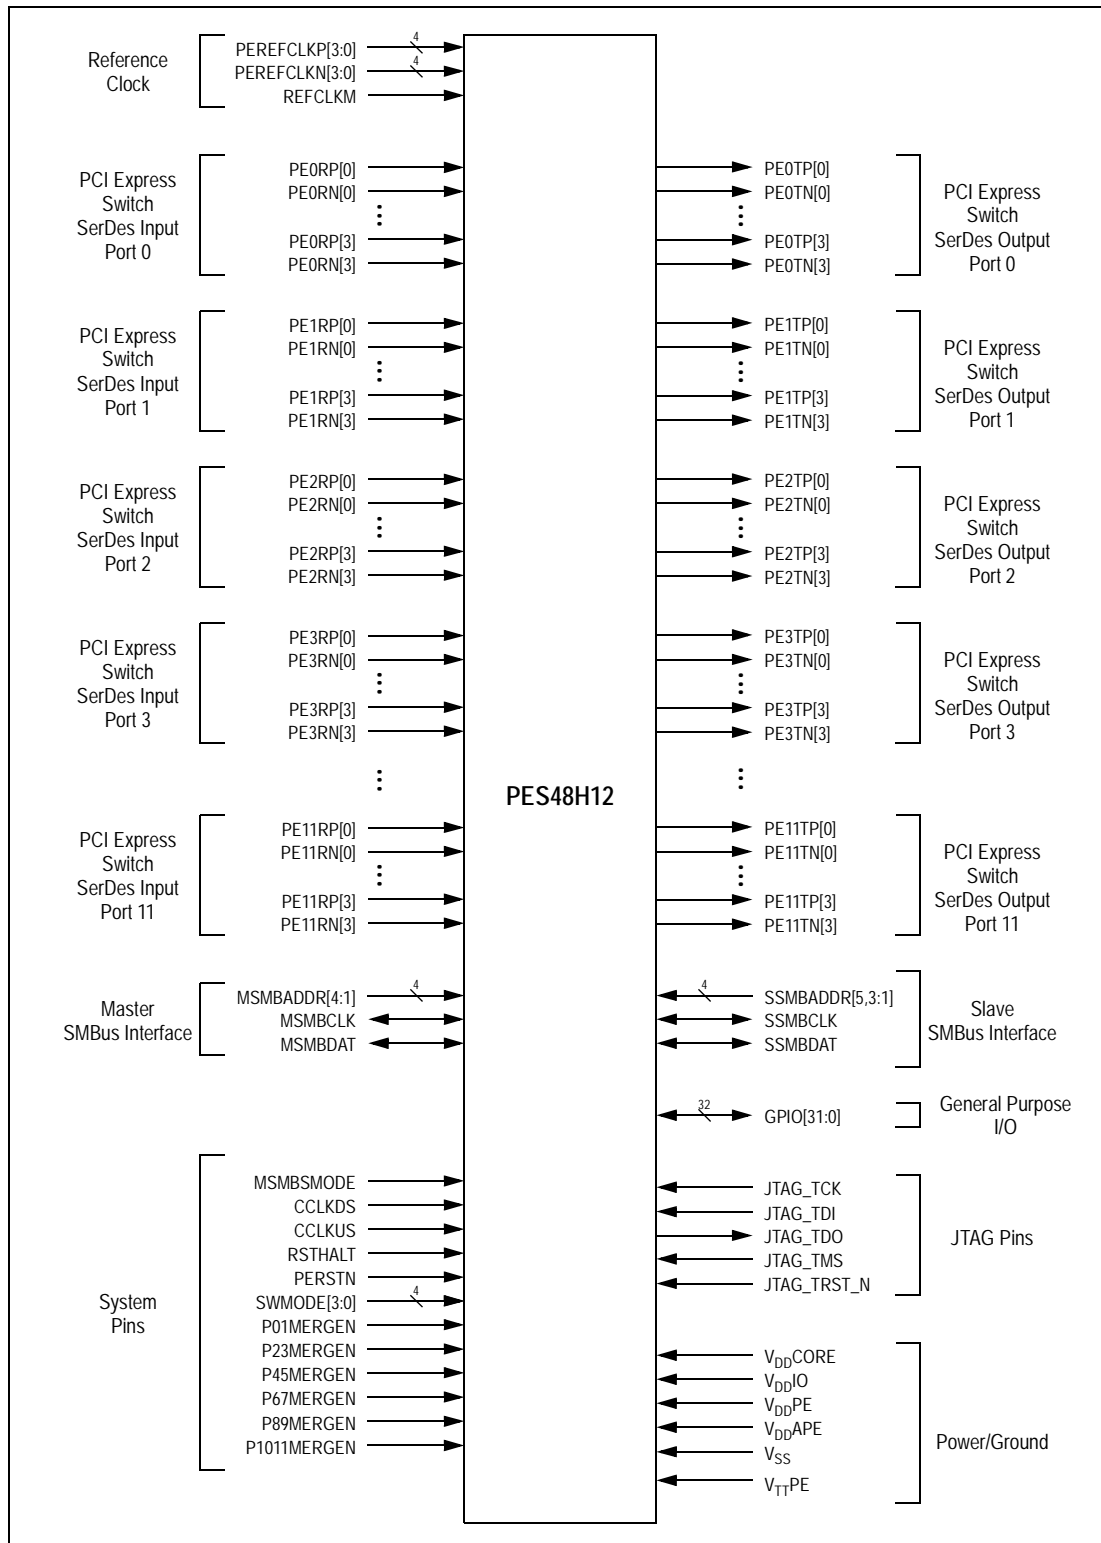 Reference
Clock
PEREFCLKP[3:0]
4
PEREFCLKN[3:0]
4
REFCLKM
PCI Express
Switch
SerDes Input
Port 0
PE0RP[0]
PE0RN[0]
PE0RP[3]
PE0RN[3]
PCI Express
Switch
SerDes Input
Port 1
PE1RP[0]
PE1RN[0]
PE1RP[3]
PE1RN[3]
PCI Express
Switch
SerDes Input
Port 2
PE2RP[0]
PE2RN[0]
PE2RP[3]
PE2RN[3]
PCI Express
Switch
SerDes Input
Port 3
PE3RP[0]
PE3RN[0]
PE3RP[3]
PE3RN[3]
PCI Express
Switch
SerDes Input
Port 11
PE11RP[0]
PE11RN[0]
PE11RP[3]
PE11RN[3]
Master
SMBus Interface
MSMBADDR[4:1]
4
MSMBCLK
MSMBDAT
System
Pins
MSMBSMODE
CCLKDS
CCLKUS
RSTHALT
PERSTN
SWMODE[3:0]
4
P01MERGEN
P23MERGEN
P45MERGEN
P67MERGEN
P89MERGEN
P1011MERGEN
PES48H12
PE0TP[0]
PE0TN[0]
PE0TP[3]
PE0TN[3]
PCI Express
Switch
SerDes Output
Port 0
PE1TP[0]
PE1TN[0]
PE1TP[3]
PE1TN[3]
PCI Express
Switch
SerDes Output
Port 1
PE2TP[0]
PE2TN[0]
PE2TP[3]
PE2TN[3]
PCI Express
Switch
SerDes Output
Port 2
PE3TP[0]
PE3TN[0]
PE3TP[3]
PE3TN[3]
PCI Express
Switch
SerDes Output
Port 3
PE11TP[0]
PE11TN[0]
PE11TP[3]
PE11TN[3]
PCI Express
Switch
SerDes Output
Port 11
4
SSMBADDR[5,3:1]
SSMBCLK
SSMBDAT
Slave
SMBus Interface
32
GPIO[31:0]
General Purpose
I/O
JTAG_TCK
JTAG_TDI
JTAG_TDO
JTAG_TMS
JTAG_TRST_N
JTAG Pins
VDDCORE
VDDIO
VDDPE
VDDAPE
VSS
VTTPE
Power/Ground